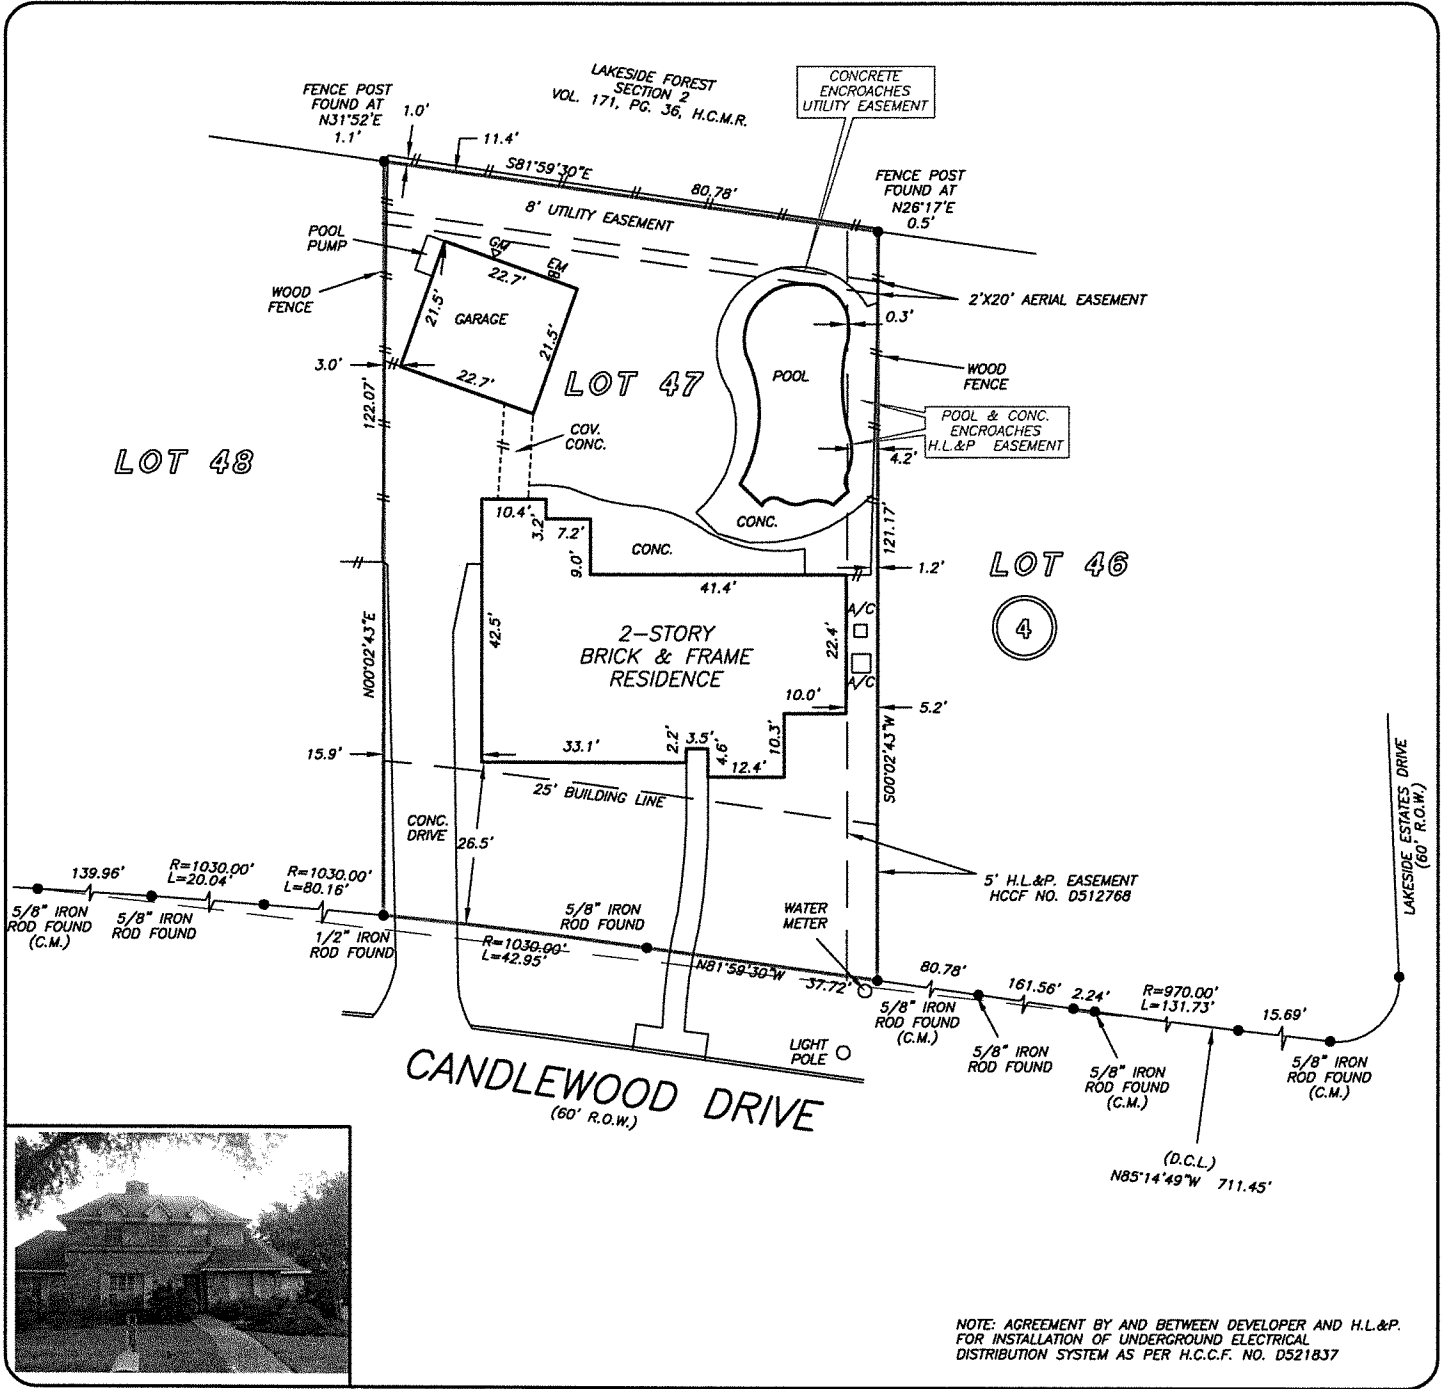 LAKESIDE FOREST
SECTION 2
VOL. 171, PG. 36, H.C.M.R.
CONCRETE
ENCROACHES
UTILITY EASEMENT
FENCE POST
FOUND AT
N31°52'E
1.1'
1.0'
11.4'
S81°59'30"E
80.78'
FENCE POST
FOUND AT
N26°17'E
0.5'
8' UTILITY EASEMENT
POOL
PUMP
GM
EM
WOOD
FENCE
22.7'
21.5'
GARAGE
21.5'
22.7'
2'X20' AERIAL EASEMENT
0.3'
3.0'
122.07'
LOT 47
POOL
WOOD
FENCE
POOL & CONC.
ENCROACHES
H.L.&P EASEMENT
COV.
CONC.
4.2'
LOT 48
10.4'
3.2'
7.2'
9.0'
CONC.
CONC.
121.17'
LOT 46
1.2'
41.4'
4
A/C
A/C
N00°02'43"E
42.5'
2-STORY
BRICK & FRAME
RESIDENCE
22.4'
10.0'
5.2'
15.9'
33.1'
2.2'
3.5'
4.6'
12.4'
10.3'
S00°02'43"W
25' BUILDING LINE
CONC.
DRIVE
26.5'
LAKESIDE ESTATES DRIVE
(60' R.O.W.)
139.96'
R=1030.00'
L=20.04'
R=1030.00'
L=80.16'
5/8" IRON
ROD FOUND
(C.M.)
5/8" IRON
ROD FOUND
1/2" IRON
ROD FOUND
5/8" IRON
ROD FOUND
R=1030.00'
L=42.95'
N81°59'30"W
37.72'
WATER
METER
5' H.L.&P. EASEMENT
HCCF NO. D512768
80.78'
161.56'
2.24'
R=970.00'
L=131.73'
15.69'
5/8" IRON
ROD FOUND
(C.M.)
5/8" IRON
ROD FOUND
5/8" IRON
ROD FOUND
(C.M.)
5/8" IRON
ROD FOUND
(C.M.)
LIGHT
POLE
CANDLEWOOD DRIVE
(60' R.O.W.)
(D.C.L.)
N85°14'49"W 711.45'
NOTE: AGREEMENT BY AND BETWEEN DEVELOPER AND H.L.&P.
FOR INSTALLATION OF UNDERGROUND ELECTRICAL
DISTRIBUTION SYSTEM AS PER H.C.C.F. NO. D521837